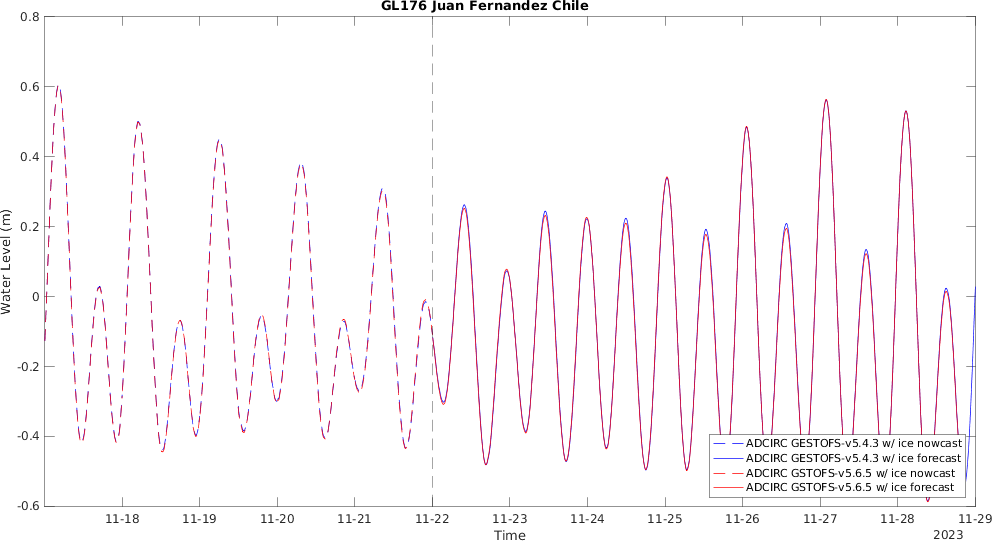 GL176 Juan Fernandez Chile
0.8
0.6
0.4
0.2
0
-0.2
-0.4
-0.6
Water Level (m)
ADCIRC GESTOFS-v5.4.3 w/ ice nowcast
ADCIRC GESTOFS-v5.4.3 w/ ice forecast
ADCIRC GSTOFS-v5.6.5 w/ ice nowcast
ADCIRC GSTOFS-v5.6.5 w/ ice forecast
11-18 11-19 11-20 11-21 11-22 11-23 11-24 11-25 11-26 11-27 11-28 11-29
Time
2023